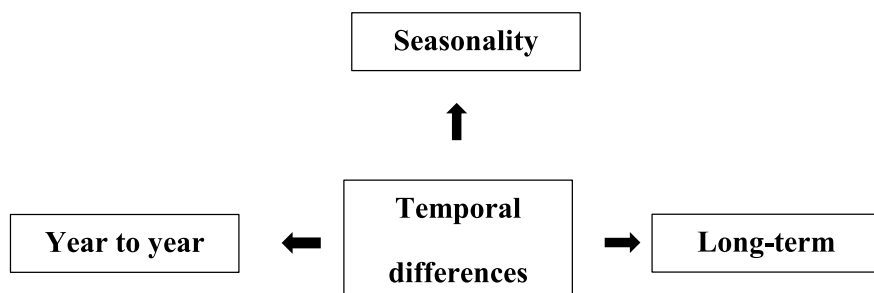 Seasonality
Temporal
Year to year
Long-term
differences